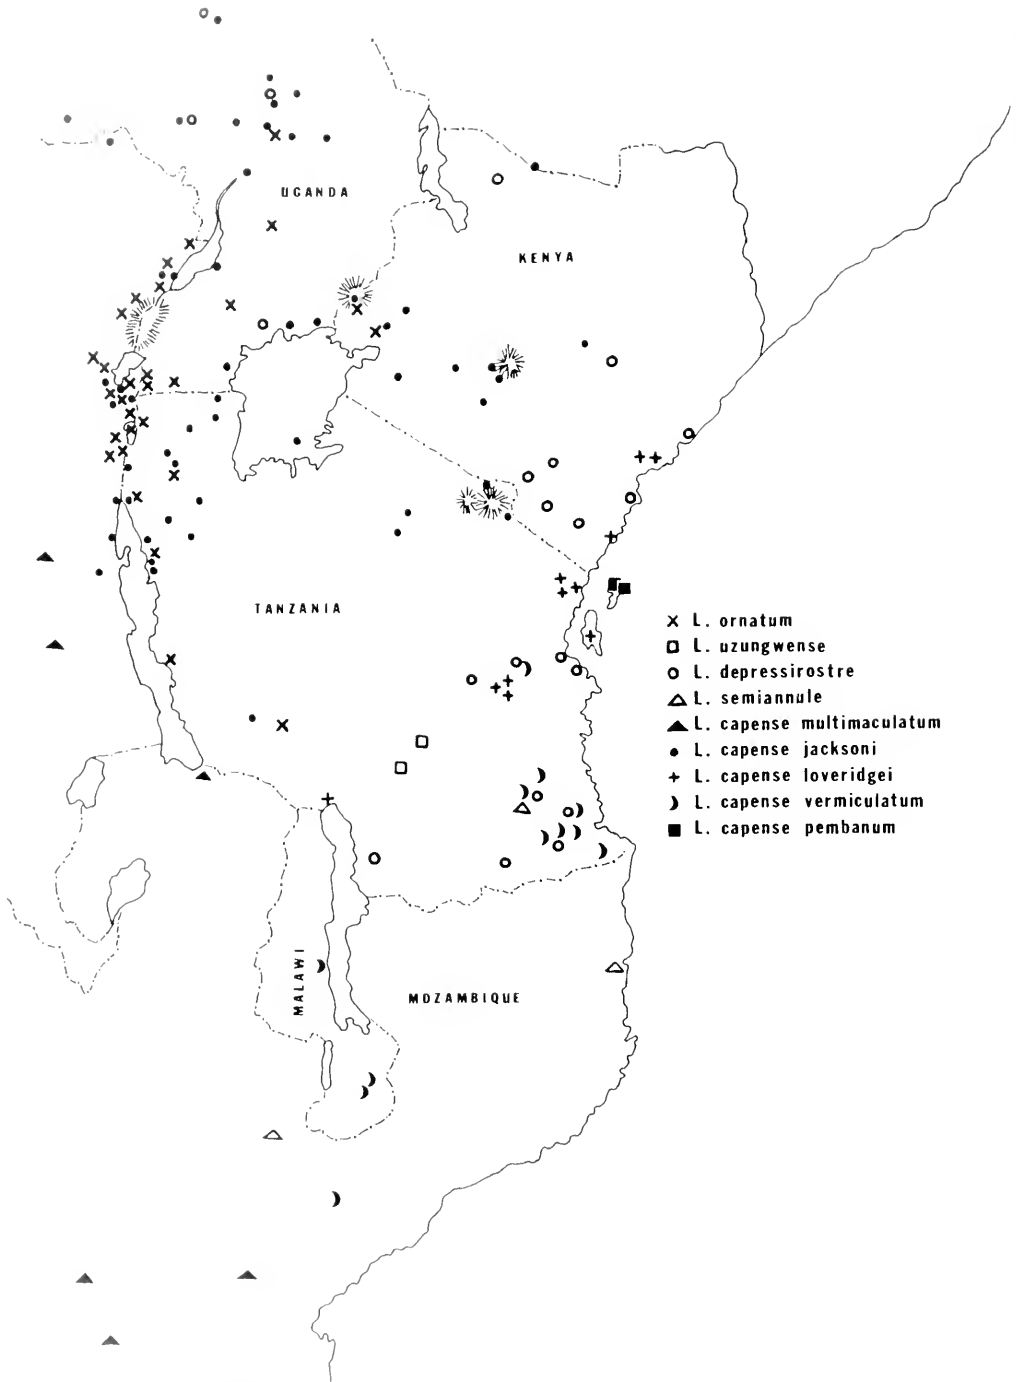 UGANDA
KENYA
TANZANIA
L. ornatum
L. uzungwense
L. depressirostre
L. semiannule
L. capense multimaculatum
L. capense jacksoni
L. capense loveridgei
L. capense vermiculatum
L. capense pembanum
MALAWI
MOZAMBIQUE